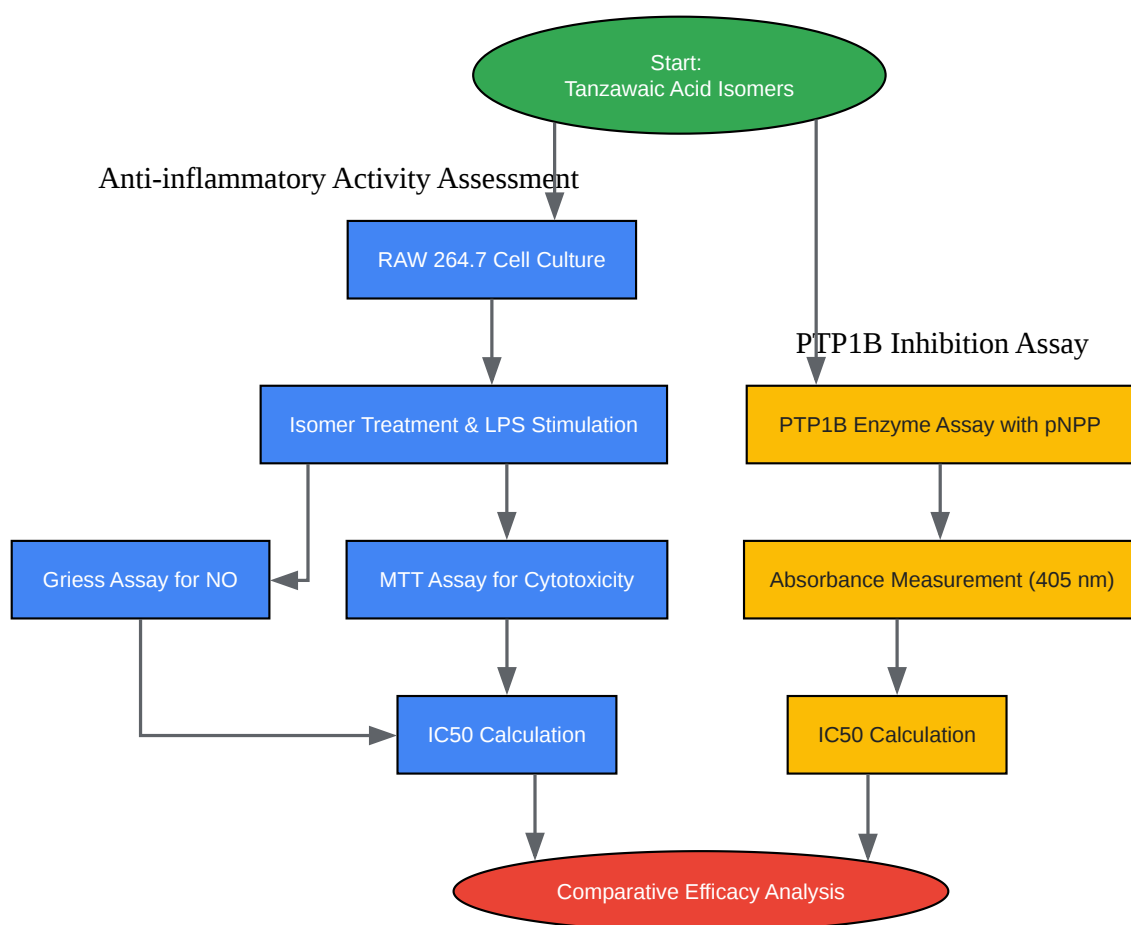 Start:
Tanzawaic Acid Isomers
Anti-inflammatory Activity Assessment
RAW 264.7 Cell Culture
PTP1B Inhibition Assay
Isomer Treatment & LPS Stimulation
PTP1B Enzyme Assay with pNPP
Griess Assay for NO
MTT Assay for Cytotoxicity
Absorbance Measurement (405 nm)
IC50 Calculation
IC50 Calculation
Comparative Efficacy Analysis